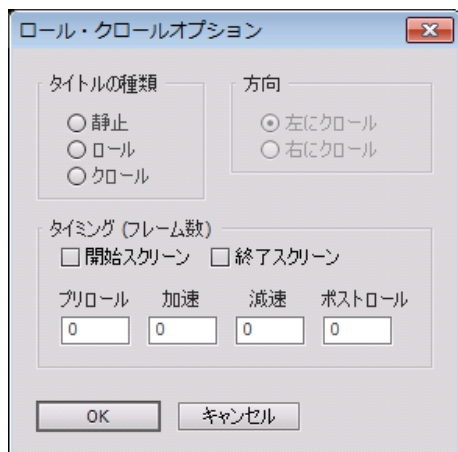 ロール・クロールオプション
タイトルの種類
静止
ロール
クロール
方向
左にクロール
右にクロール
タイミング (フレーム数)
開始スクリーン 終了スクリーン
プリロール 加速 減速 ポストロール
0 0 0 0
OK キャンセル